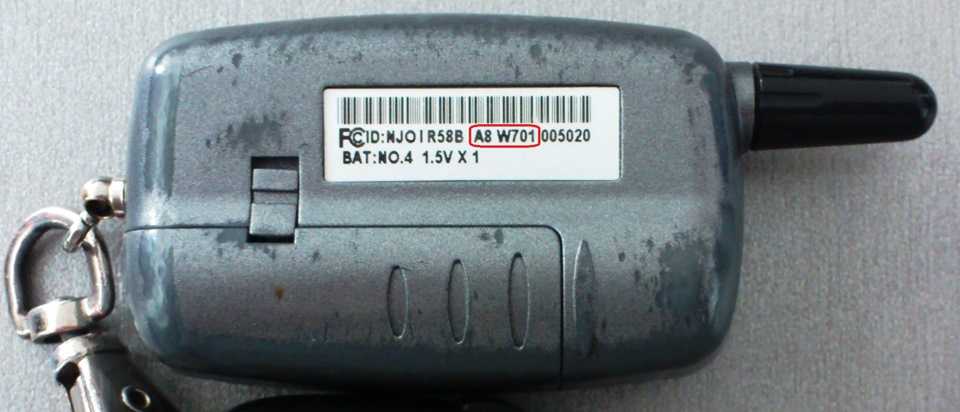 FC ID:NJOIR58B A8 W701 005020
BAT:NO.4 1.5V X 1